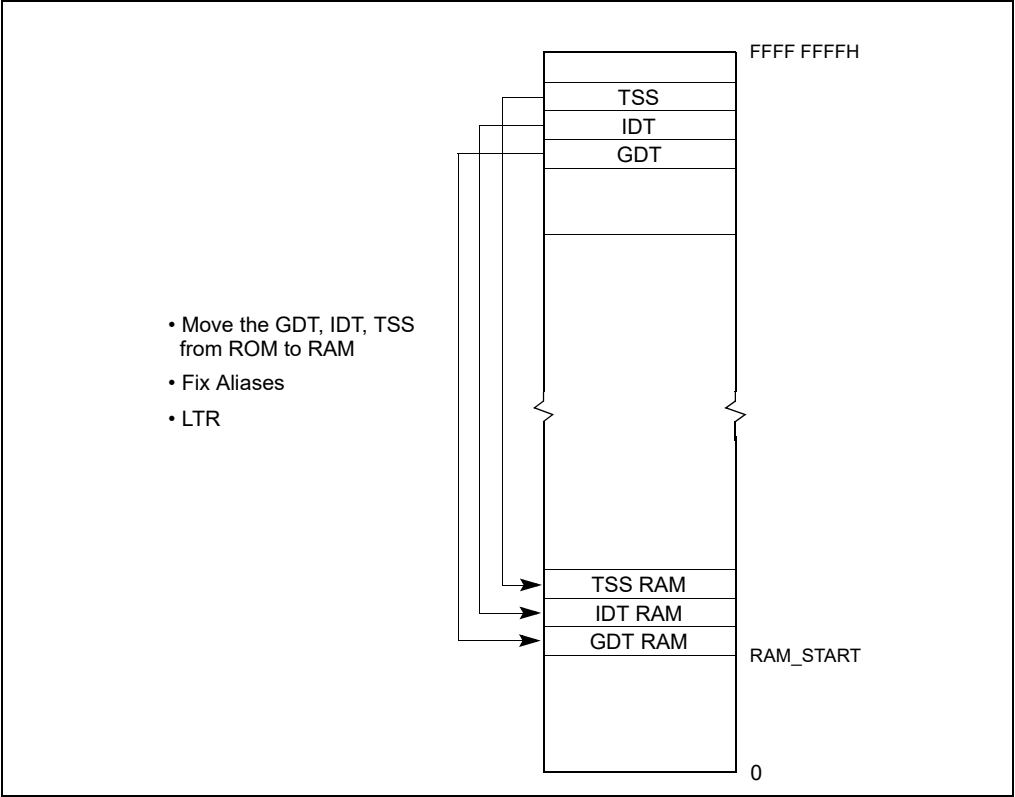 FFFF FFFFH
TSS
IDT
GDT
• Move the GDT, IDT, TSS
from ROM to RAM
• Fix Aliases
• LTR
TSS RAM
IDT RAM
GDT RAM
RAM_START
0